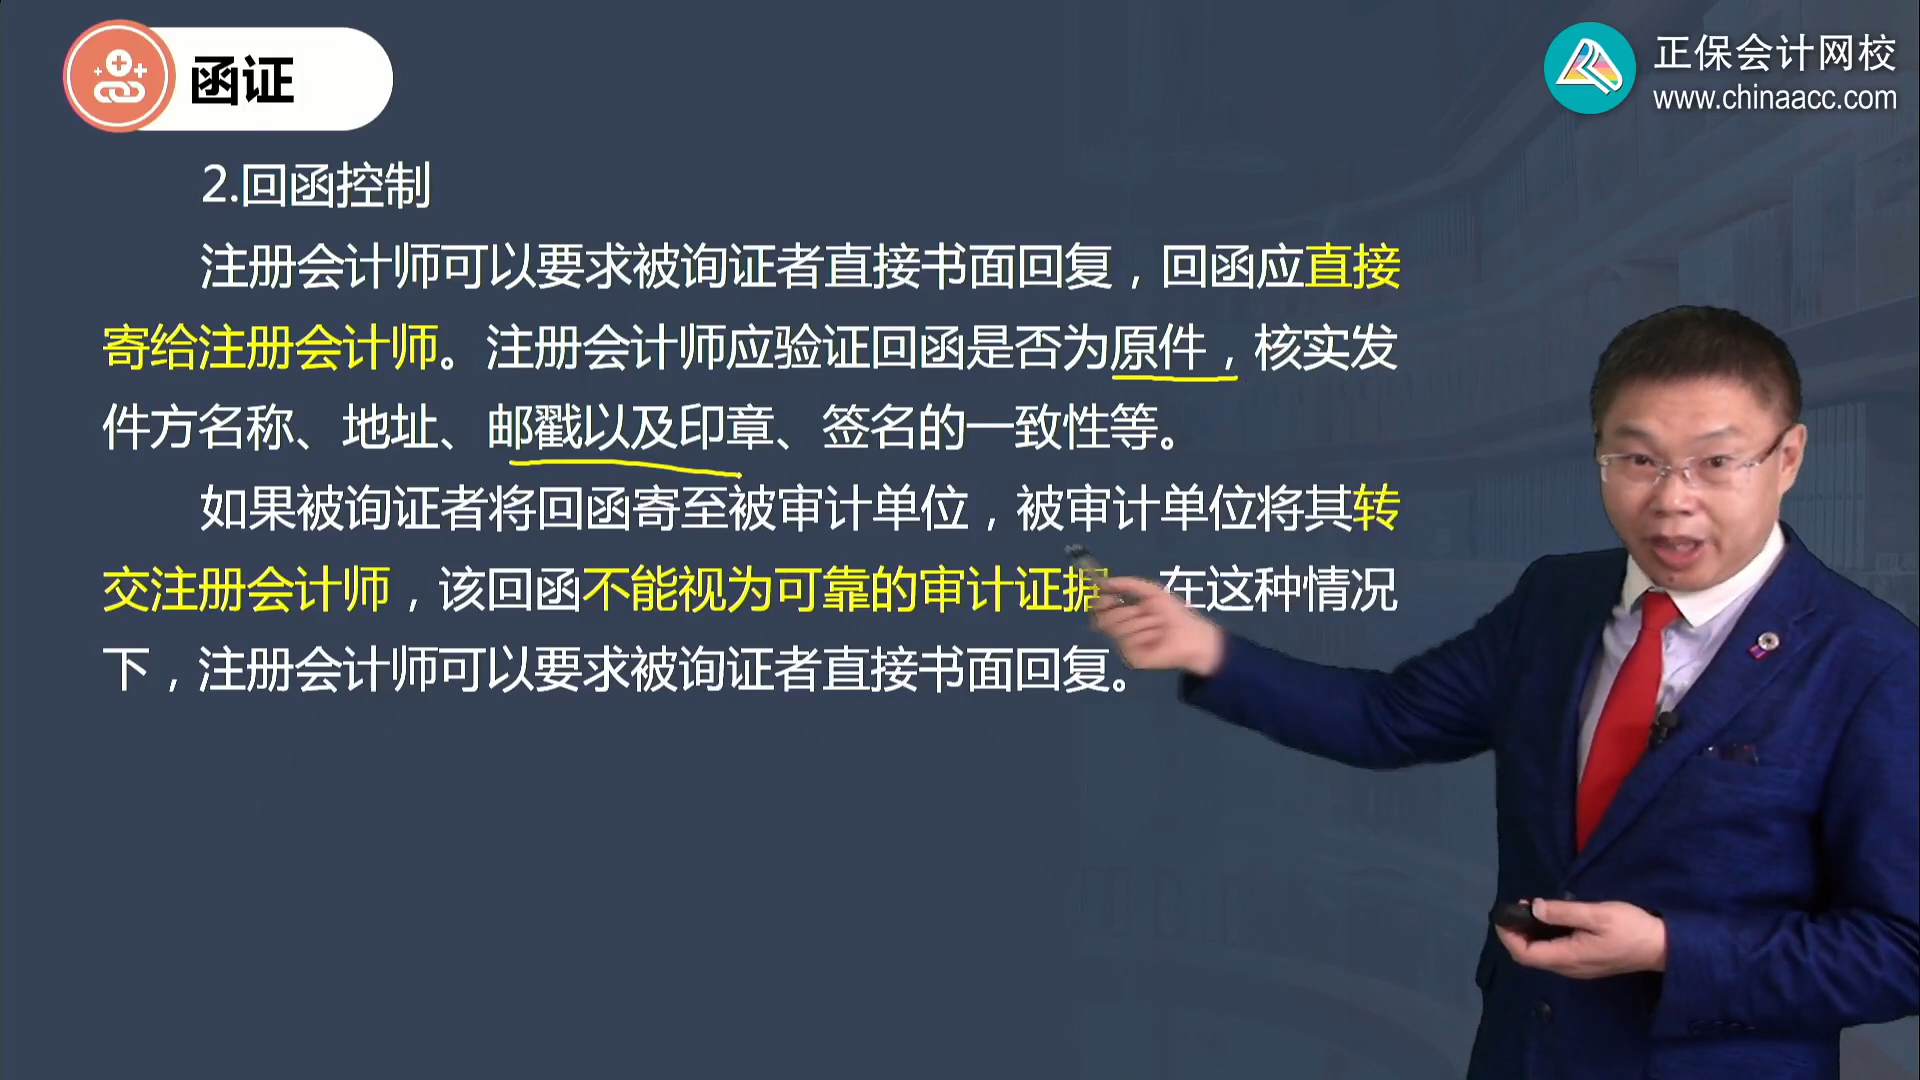 函证
正保会计网校
www.chinaacc.com
2.回函控制
注册会计师可以要求被询证者直接书面回复，回函应直接
寄给注册会计师。注册会计师应验证回函是否为原件，核实发
件方名称、地址、邮戳以及印章、签名的一致性等。
如果被询证者将回函寄至被审计单位，被审计单位将其转
交注册会计师，该回函不能视为可靠的审计证据 在这种情况
下，注册会计师可以要求被询证者直接书面回复。